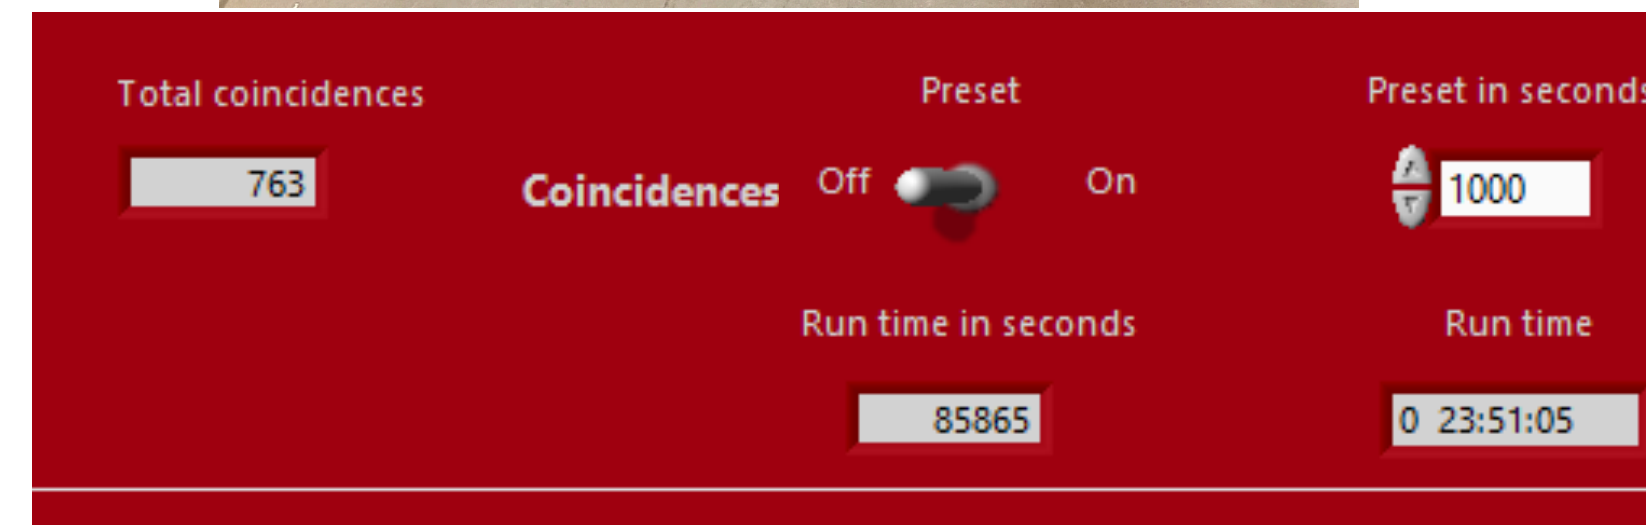 Total coincidences
Preset
Preset in seconds
763
Coincidences
Off
On
1000
Run time in seconds
Run time
85865
0 23:51:05